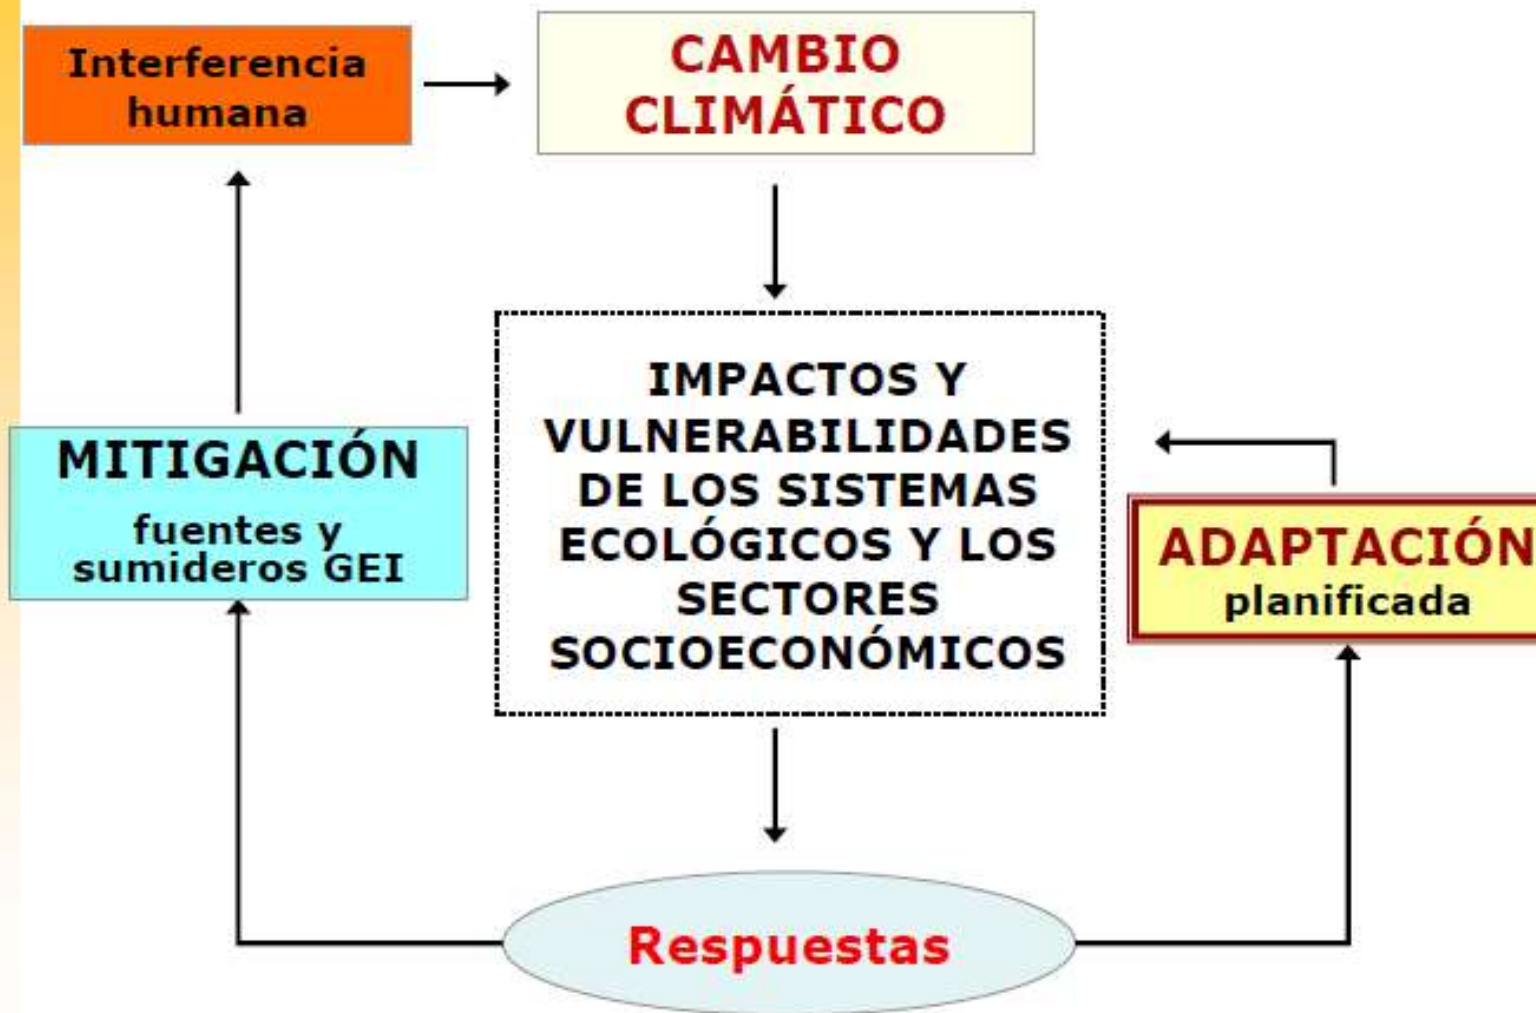 Interferencia
humana
CAMBIO
CLIMÁTICO
IMPACTOS Y
VULNERABILIDADES
DE LOS SISTEMAS
ECOLÓGICOS Y LOS
SECTORES
SOCIOECONÓMICOS
MITIGACIÓN
fuentes y
sumideros GEI
ADAPTACIÓN
planificada
Respuestas